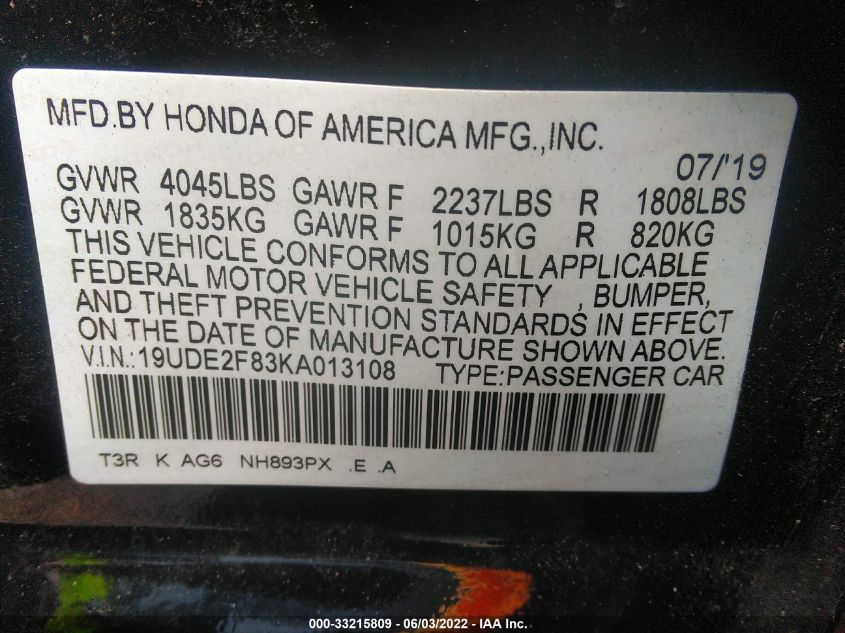 MFD.BY HONDA OF AMERICA MFG.,INC.
07/'19
GVWR 4045LBS GAWR F 2237LBS R 1808LBS
GVWR 1835KG GAWR F 1015KG R 820KG
THIS VEHICLE CONFORMS TO ALL APPLICABLE
FEDERAL MOTOR VEHICLE SAFETY , BUMPER,
AND THEFT PREVENTION STANDARDS IN EFFECT
ON THE DATE OF MANUFACTURE SHOWN ABOVE.
V.I.N.:19UDE2F83KA013108 TYPE:PASSENGER CAR
T3R K AG6 NH893PX .E .A
000-33215809 - 06/03/2022 - IAA Inc.